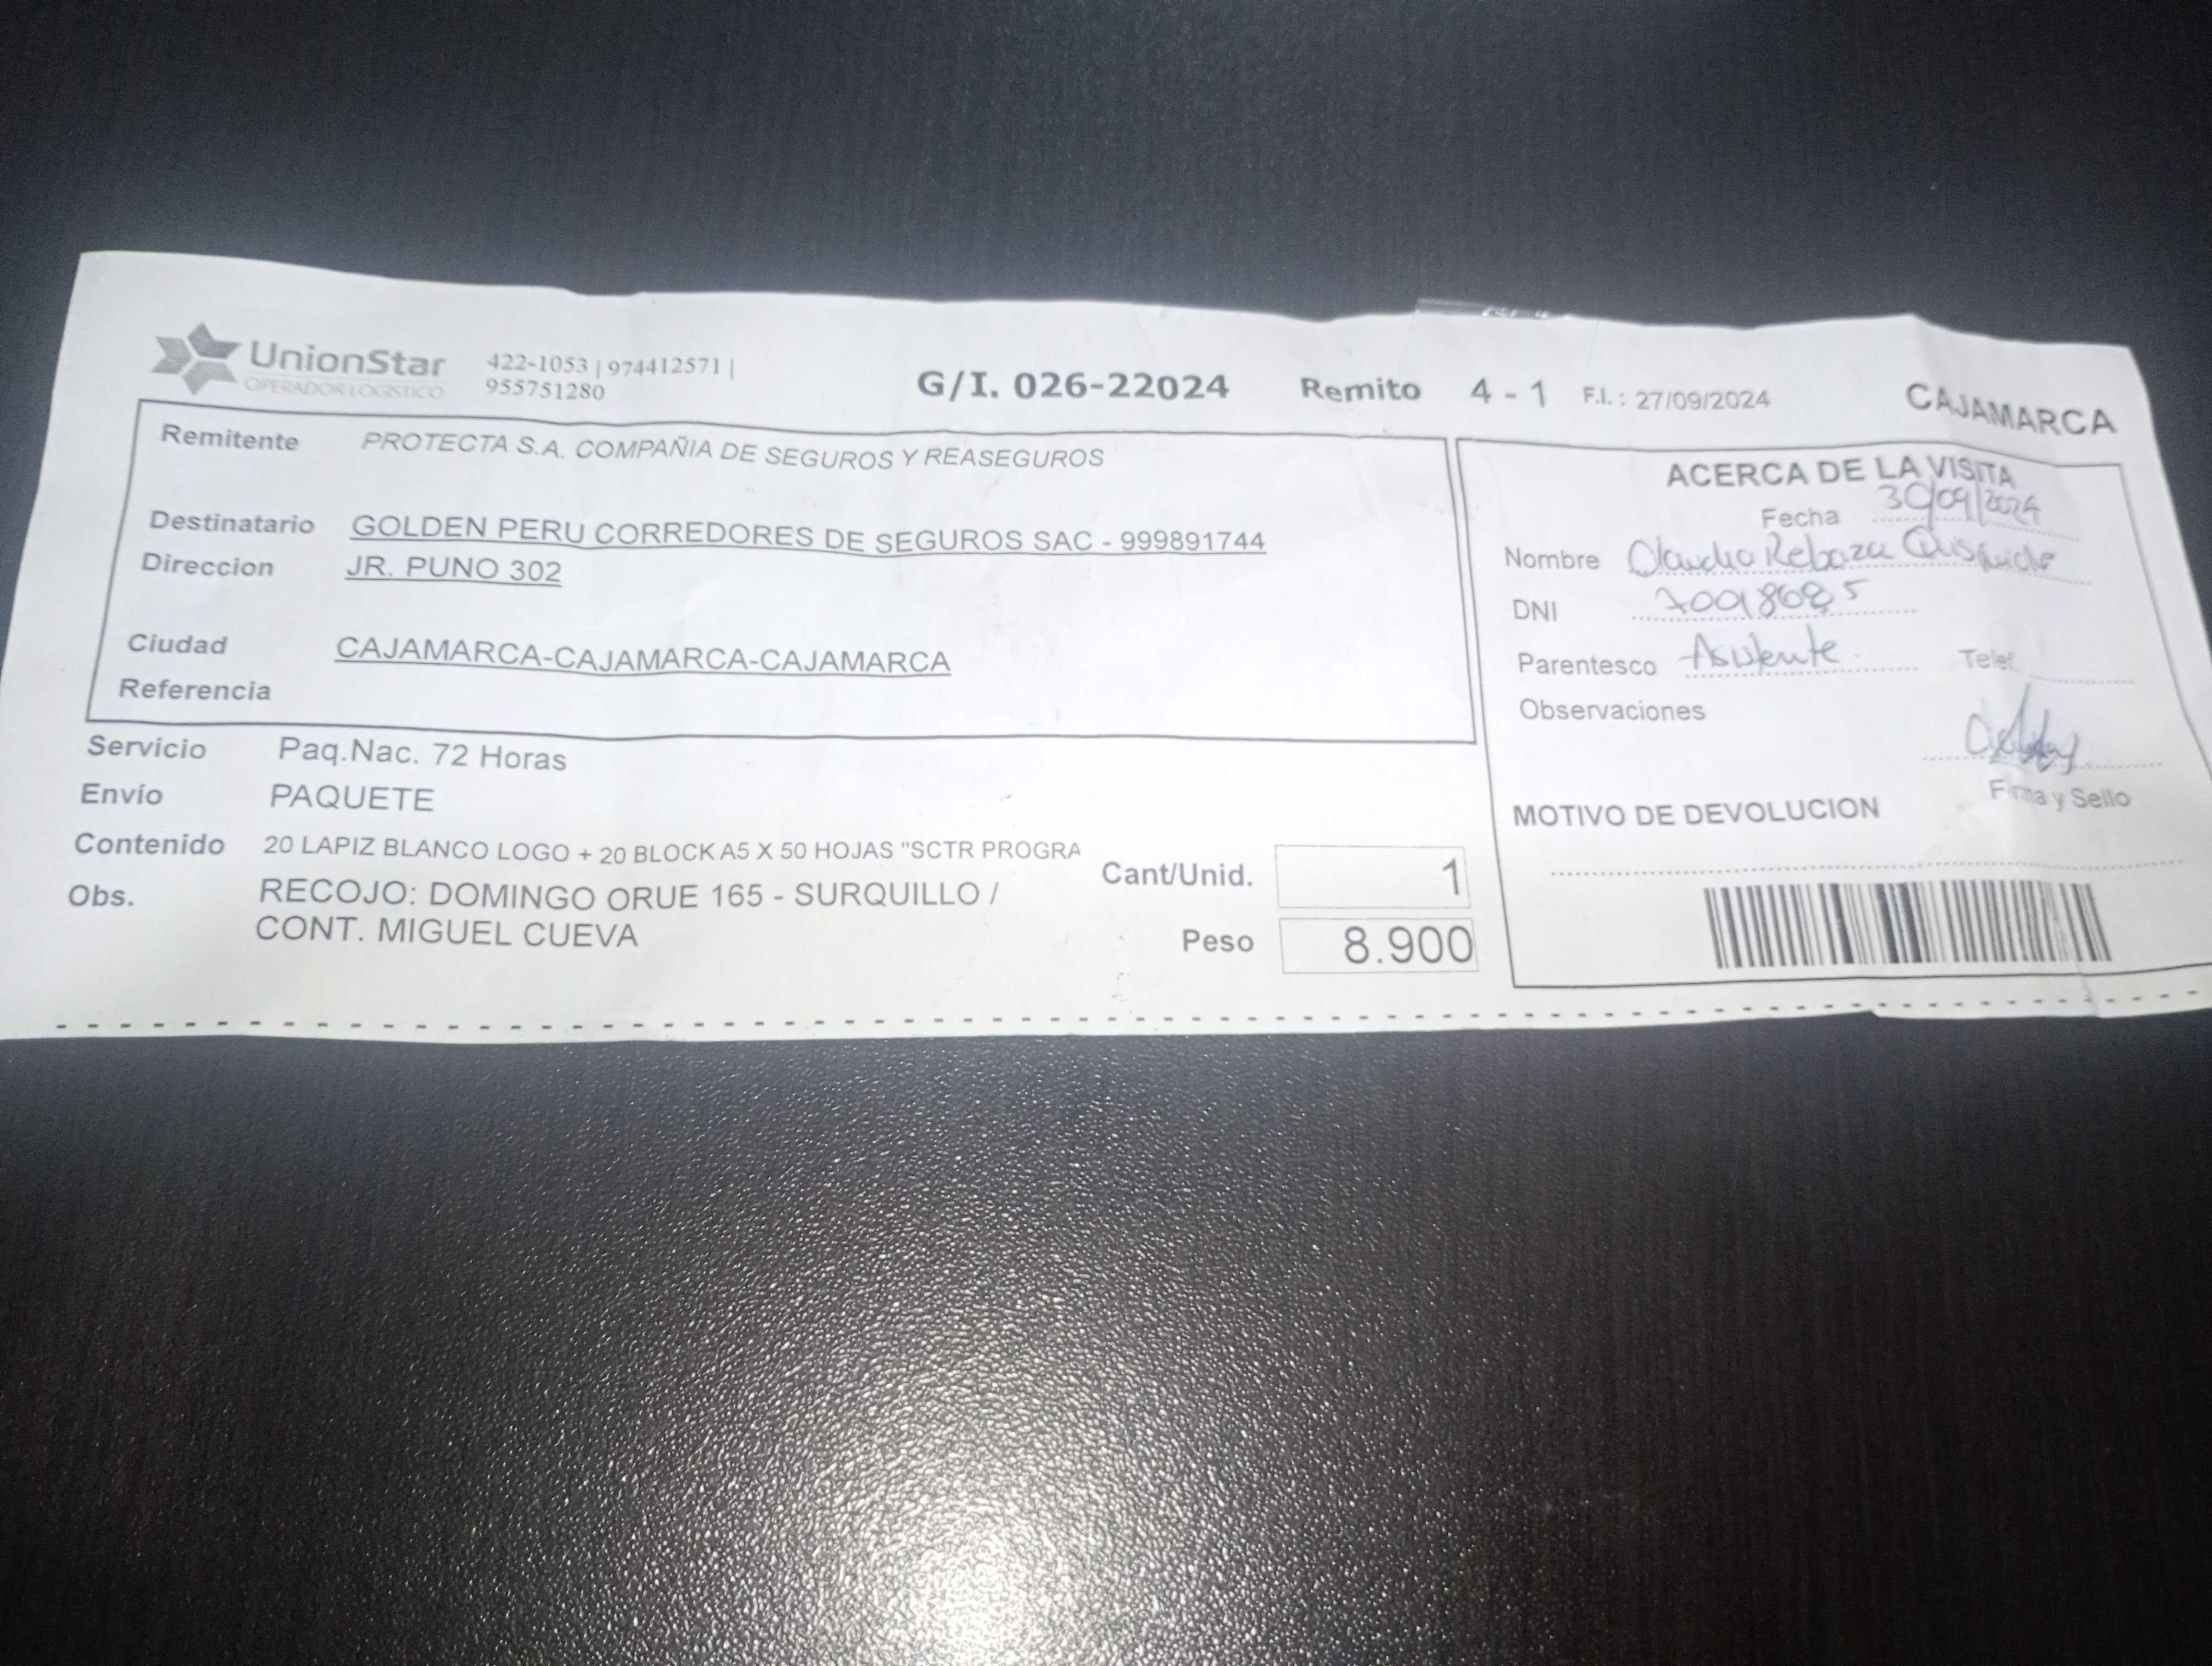 UnionStar
OPERADOR LOGISTICO
422-1053 | 974412571 |
955751280
G/I. 026-22024 Remito 4 - 1 F.I. : 27/09/2024 CAJAMARCA
Remitente PROTECTA S.A. COMPAÑIA DE SEGUROS Y REASEGUROS
Destinatario GOLDEN PERU CORREDORES DE SEGUROS SAC - 999891744
Direccion JR. PUNO 302
Ciudad CAJAMARCA-CAJAMARCA-CAJAMARCA
Referencia
Servicio Paq.Nac. 72 Horas
Envío PAQUETE
Contenido 20 LAPIZ BLANCO LOGO + 20 BLOCK A5 X 50 HOJAS "SCTR PROGRA
Obs. RECOJO: DOMINGO ORUE 165 - SURQUILLO /
CONT. MIGUEL CUEVA
Cant/Unid. 1
Peso 8.900
ACERCA DE LA VISITA
Fecha 30/09/2024
Nombre Claudia Rebaza
DNI
Parentesco Asistente Telef.
Observaciones
Firma y Sello
MOTIVO DE DEVOLUCION